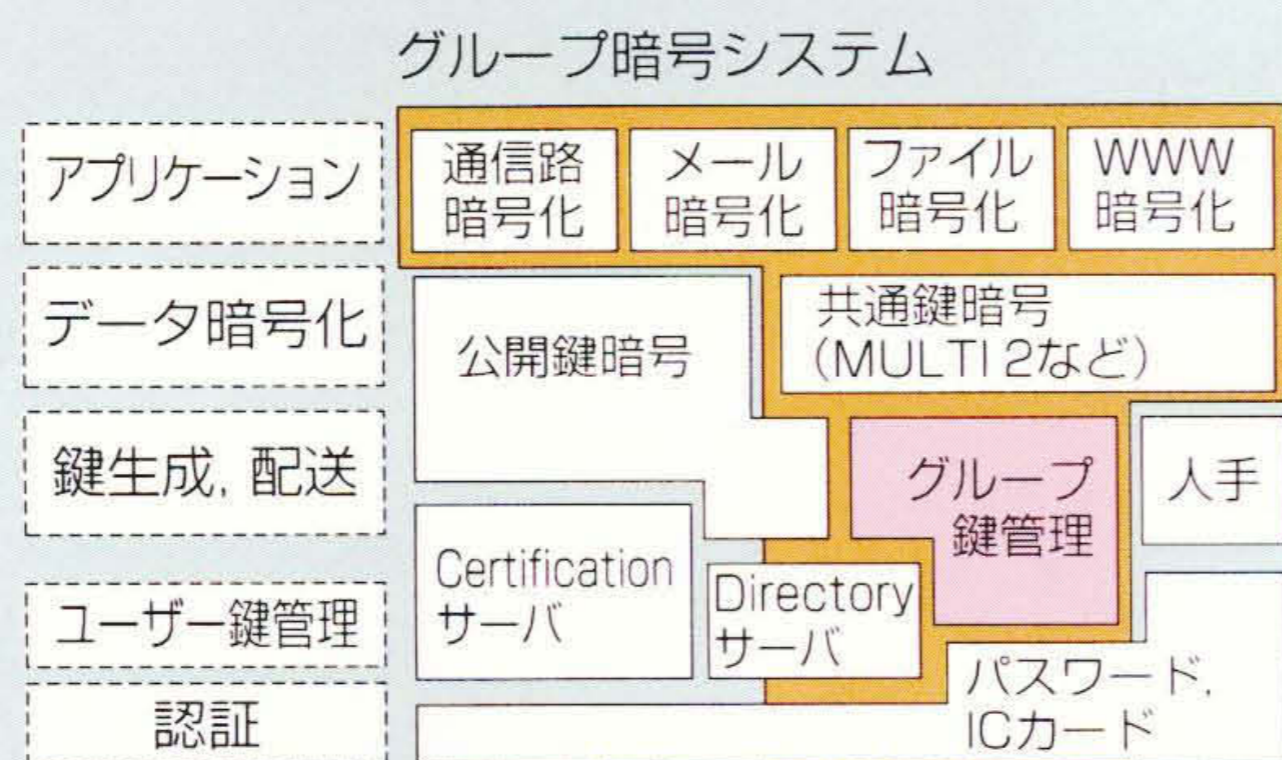 グループ暗号システム
アプリケーション
通信路
暗号化
メール
暗号化
ファイル
暗号化
WWW
暗号化
データ暗号化
公開鍵暗号
共通鍵暗号
(MULTI 2など)
鍵生成, 配送
グループ
鍵管理
人手
ユーザー鍵管理
Certification
サーバ
Directory
サーバ
認証
パスワード,
ICカード